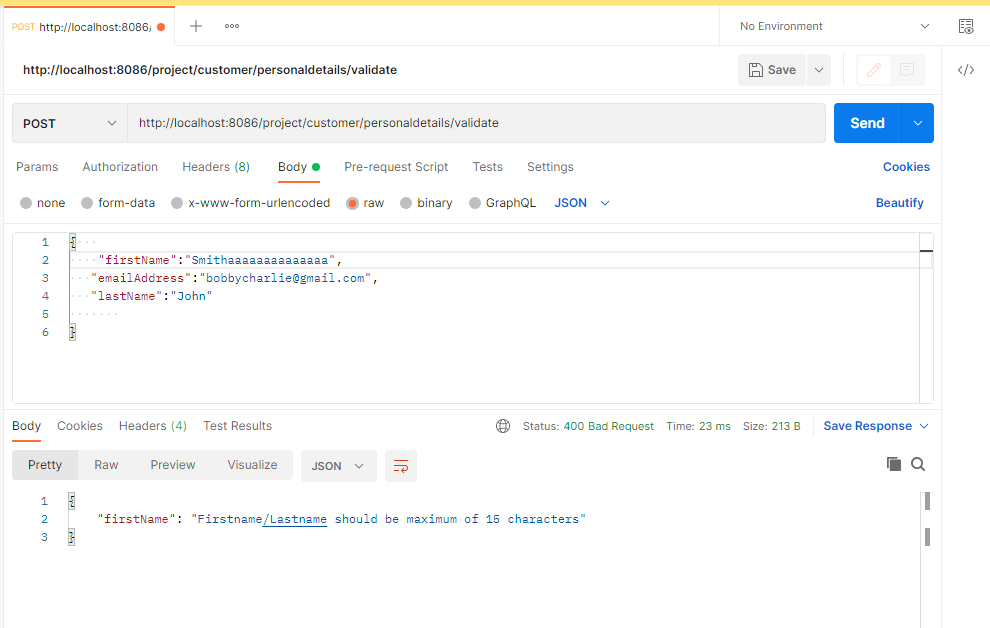 POST http://localhost:8086/
No Environment
http://localhost:8086/project/customer/personaldetails/validate
Save
POST
http://localhost:8086/project/customer/personaldetails/validate
Send
Params Authorization Headers (8) Body Pre-request Script Tests Settings Cookies
none form-data x-www-form-urlencoded raw binary GraphQL JSON Beautify
1 {
2 "firstName":"Smithaaaaaaaaaaaaaa",
3 "emailAddress":"bobbycharlie@gmail.com",
4 "lastName":"John"
5
6 }
Body Cookies Headers (4) Test Results Status: 400 Bad Request Time: 23 ms Size: 213 B Save Response
Pretty Raw Preview Visualize JSON
1 {
2 "firstName": "Firstname/Lastname should be maximum of 15 characters"
3 }